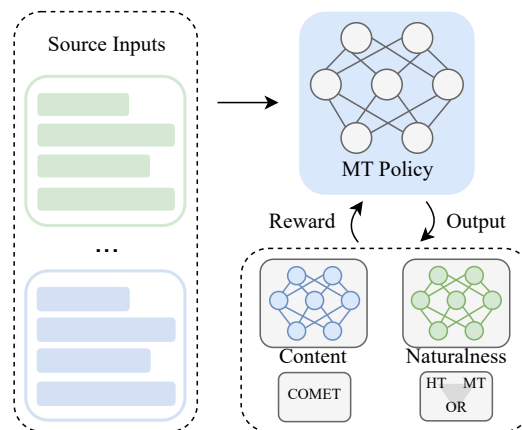 Source Inputs
...
MT Policy
Reward
Output
Content
Naturalness
COMET
HT MT
OR